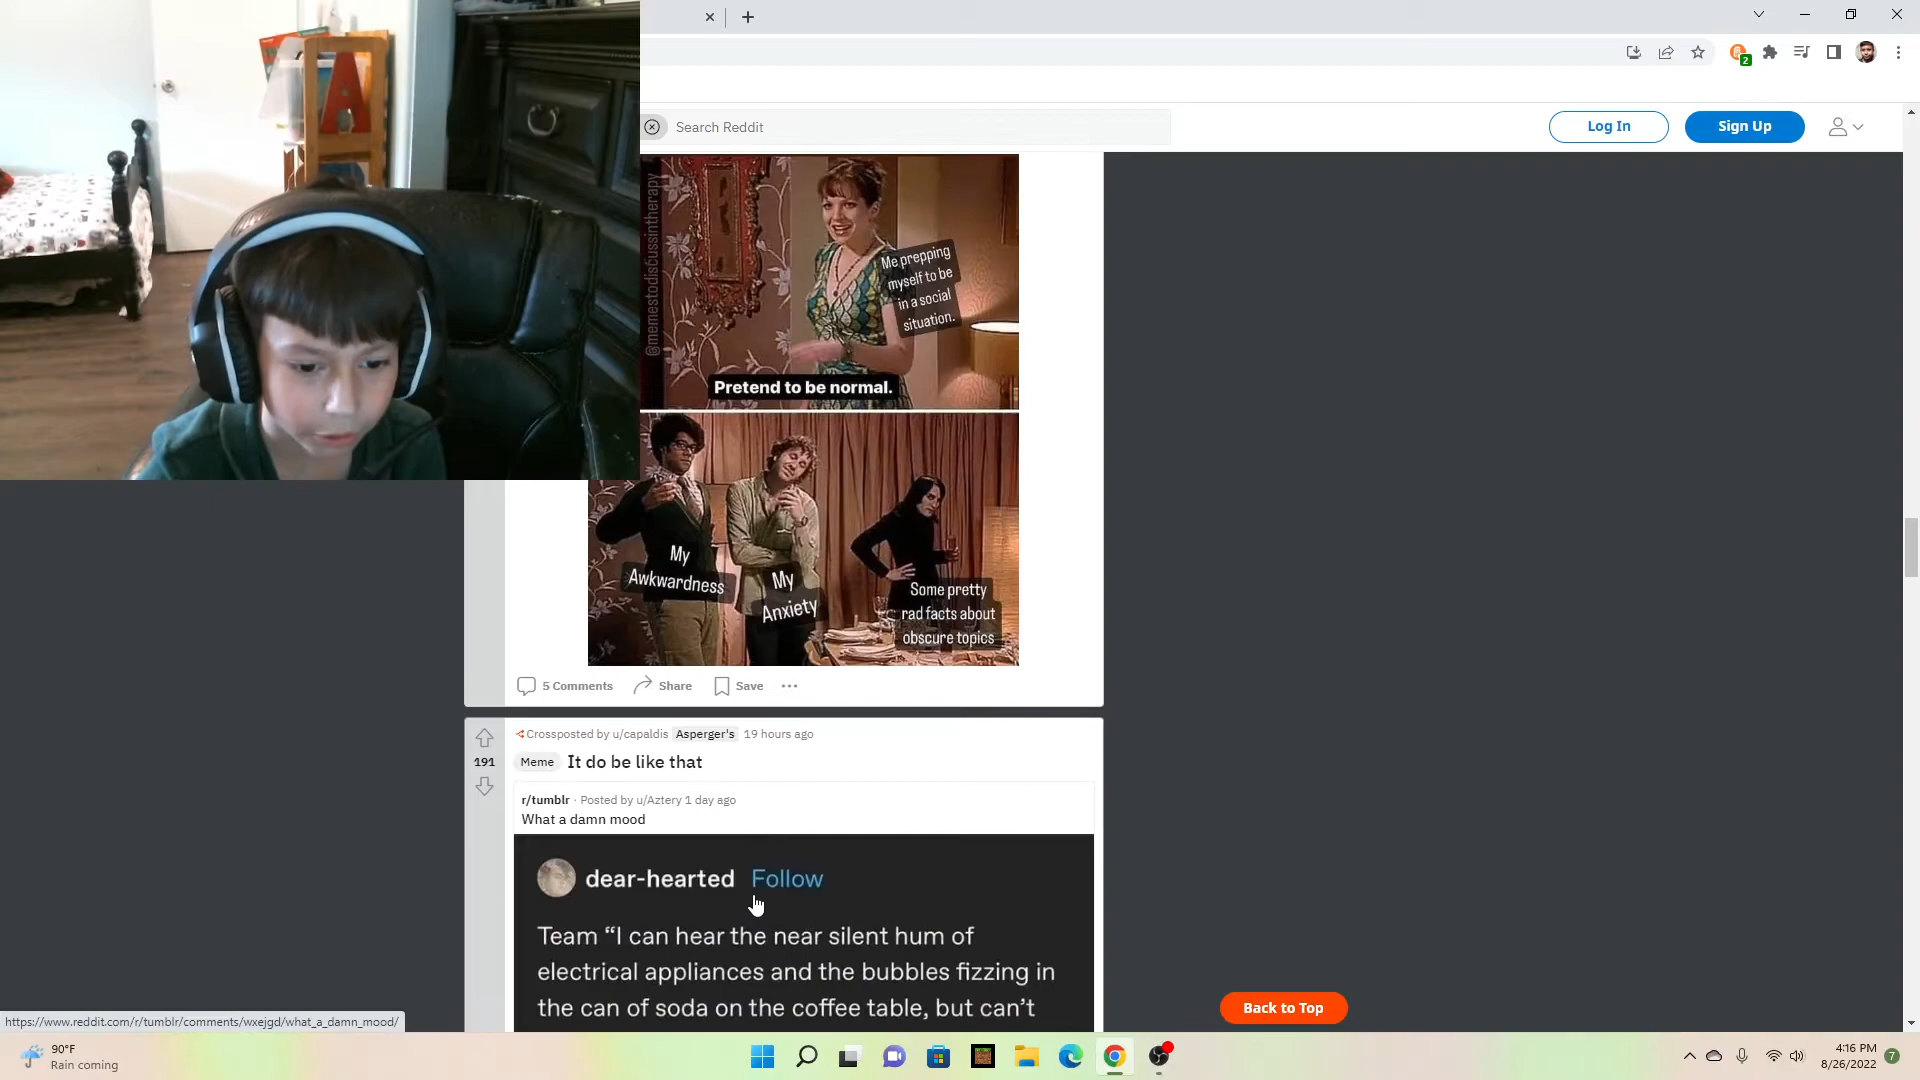 A
2
Search Reddit
Log In
Sign Up
@memestodiscussintherapy
Me prepping
myself to be
in a social
situation.
Pretend to be normal.
My
Awkwardness
My
Anxiety
Some pretty
rad facts about
obscure topics
5 Comments
Share
Save
Crossposted by u/capaldis Asperger's 19 hours ago
191
Meme It do be like that
r/tumblr · Posted by u/Aztery 1 day ago
What a damn mood
dear-hearted Follow
Team “I can hear the near silent hum of
electrical appliances and the bubbles fizzing in
the can of soda on the coffee table, but can’t
Back to Top
https://www.reddit.com/r/tumblr/comments/wxejgd/what_a_damn_mood/
90°F
Rain coming
4:16 PM
8/26/2022
7